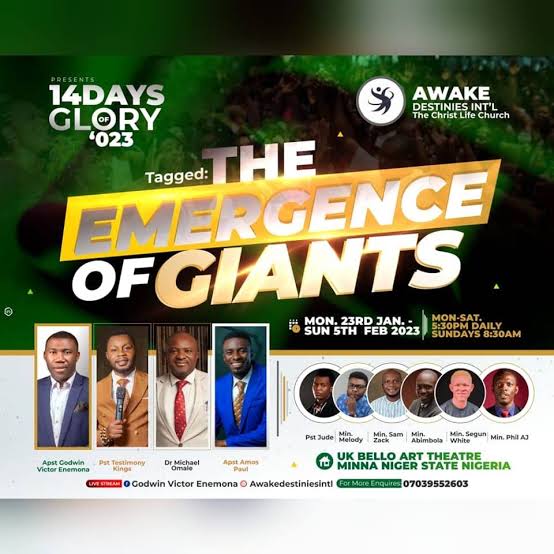 PRESENTS
14DAYS
OF
GLORY
'023
AWAKE
DESTINIES INT'L
The Christ Life Church
Tagged: THE
EMERGENCE
OF GIANTS
MON. 23RD JAN. -
SUN 5TH FEB 2023
MON-SAT.
5:30PM DAILY
SUNDAYS 8:30AM
Apst Godwin
Victor Enemona
Pst Testimony
Kings
Dr Michael
Omale
Apst Amos
Paul
Pst Jude
Min.
Melody
Min. Sam
Zack
Min.
Abimbola
Min. Segun
White
Min. Phil AJ
UK BELLO ART THEATRE
MINNA NIGER STATE NIGERIA
LIVE STREAM Godwin Victor Enemona Awakedestiniesintl For More Enquires: 07039552603